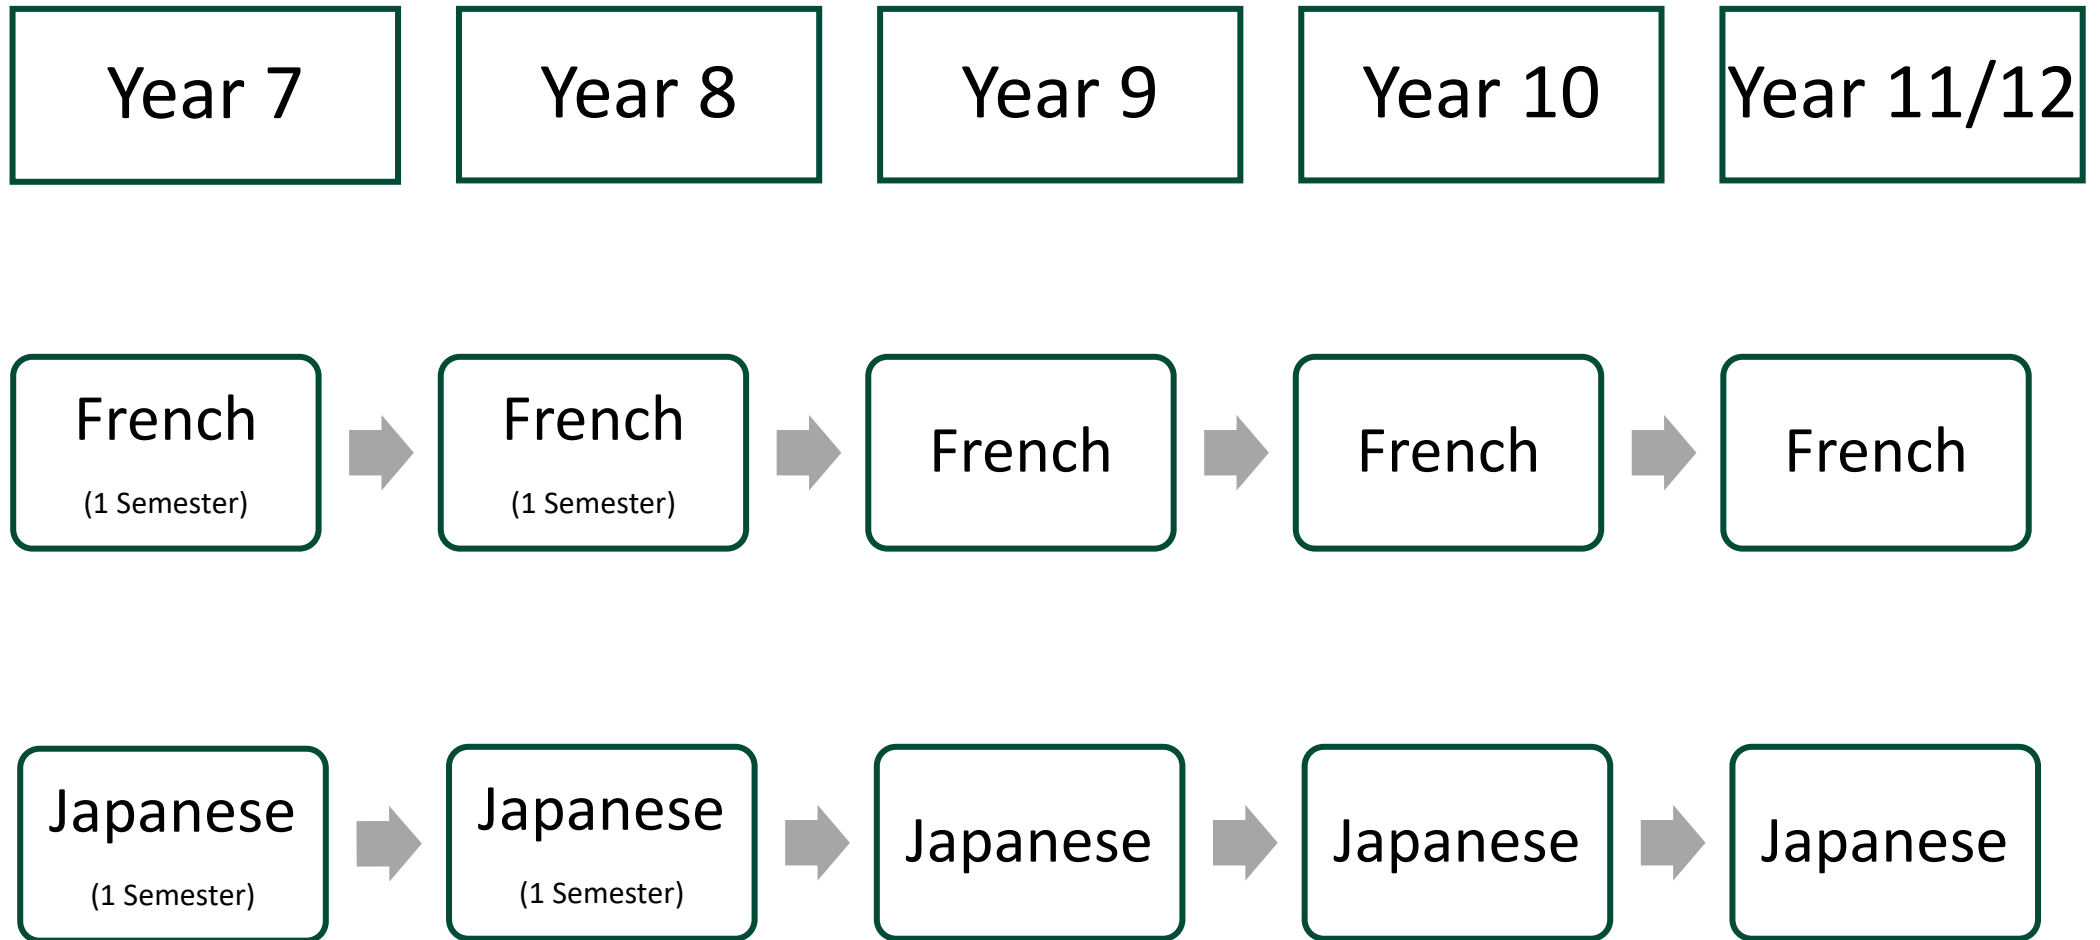 Year 7
Year 8
Year 9
Year 10
Year 11/12
French
(1 Semester)
French
(1 Semester)
French
French
French
Japanese
(1 Semester)
Japanese
(1 Semester)
Japanese
Japanese
Japanese